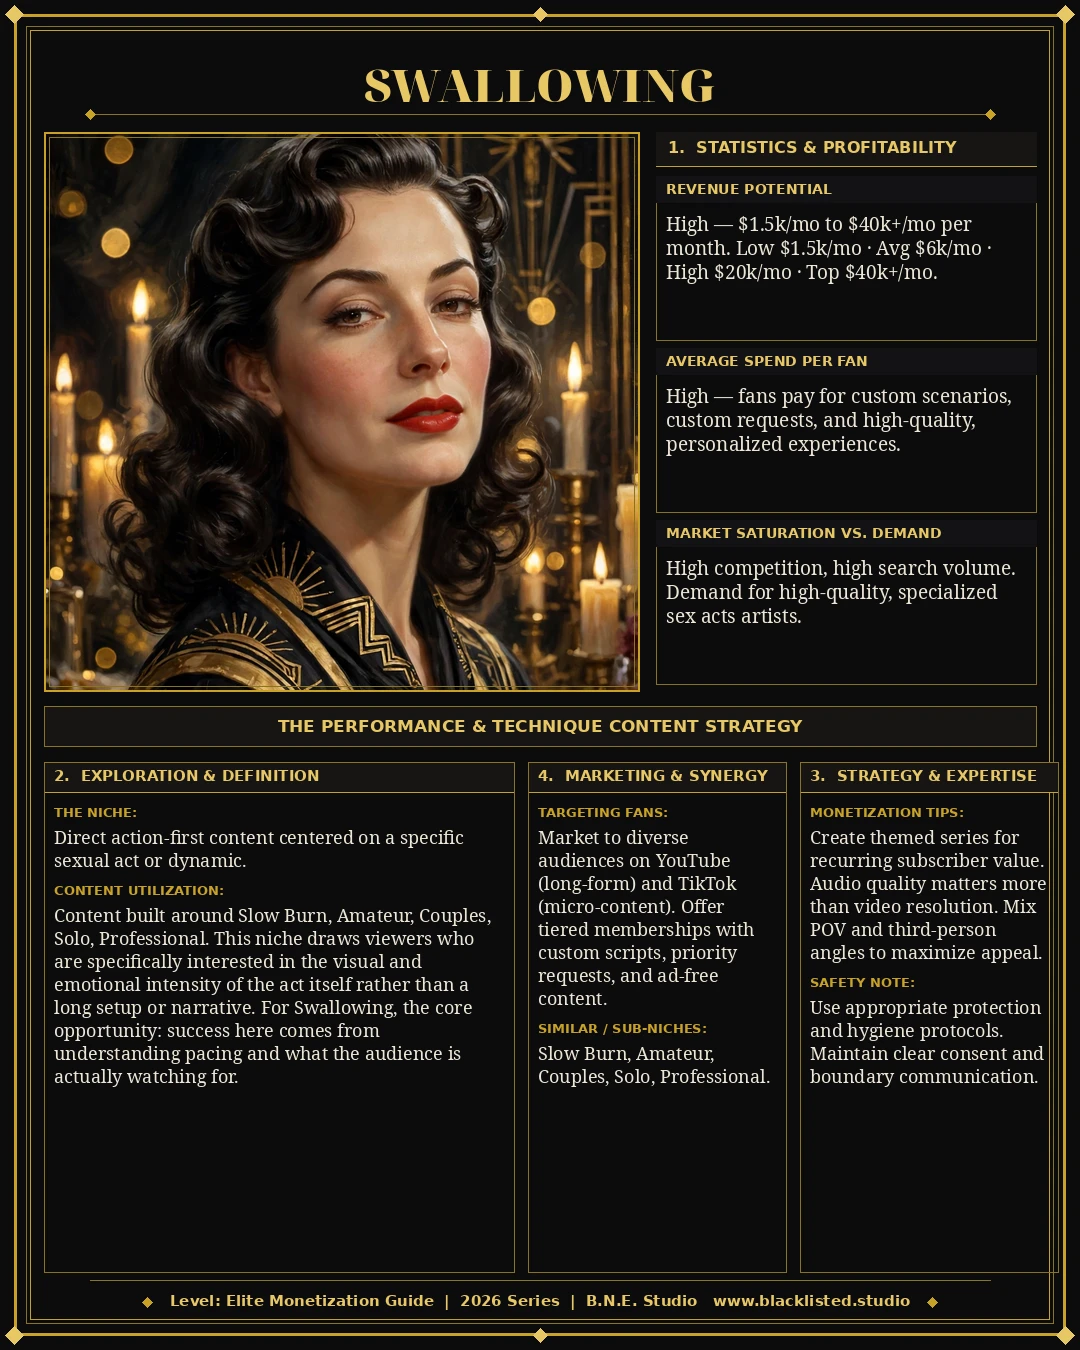 SWALLOWING
1. STATISTICS & PROFITABILITY
REVENUE POTENTIAL
High — $1.5k/mo to $40k+/mo per
month. Low $1.5k/mo · Avg $6k/mo ·
High $20k/mo · Top $40k+/mo.
AVERAGE SPEND PER FAN
High — fans pay for custom scenarios,
custom requests, and high-quality,
personalized experiences.
MARKET SATURATION VS. DEMAND
High competition, high search volume.
Demand for high-quality, specialized
sex acts artists.
THE PERFORMANCE & TECHNIQUE CONTENT STRATEGY
2. EXPLORATION & DEFINITION
THE NICHE:
Direct action-first content centered on a specific
sexual act or dynamic.
CONTENT UTILIZATION:
Content built around Slow Burn, Amateur, Couples,
Solo, Professional. This niche draws viewers who
are specifically interested in the visual and
emotional intensity of the act itself rather than a
long setup or narrative. For Swallowing, the core
opportunity: success here comes from
understanding pacing and what the audience is
actually watching for.
4. MARKETING & SYNERGY
TARGETING FANS:
Market to diverse
audiences on YouTube
(long-form) and TikTok
(micro-content). Offer
tiered memberships with
custom scripts, priority
requests, and ad-free
content.
SIMILAR / SUB-NICHES:
Slow Burn, Amateur,
Couples, Solo, Professional.
3. STRATEGY & EXPERTISE
MONETIZATION TIPS:
Create themed series for
recurring subscriber value.
Audio quality matters more
than video resolution. Mix
POV and third-person
angles to maximize appeal.
SAFETY NOTE:
Use appropriate protection
and hygiene protocols.
Maintain clear consent and
boundary communication.
Level: Elite Monetization Guide | 2026 Series | B.N.E. Studio www.blacklisted.studio